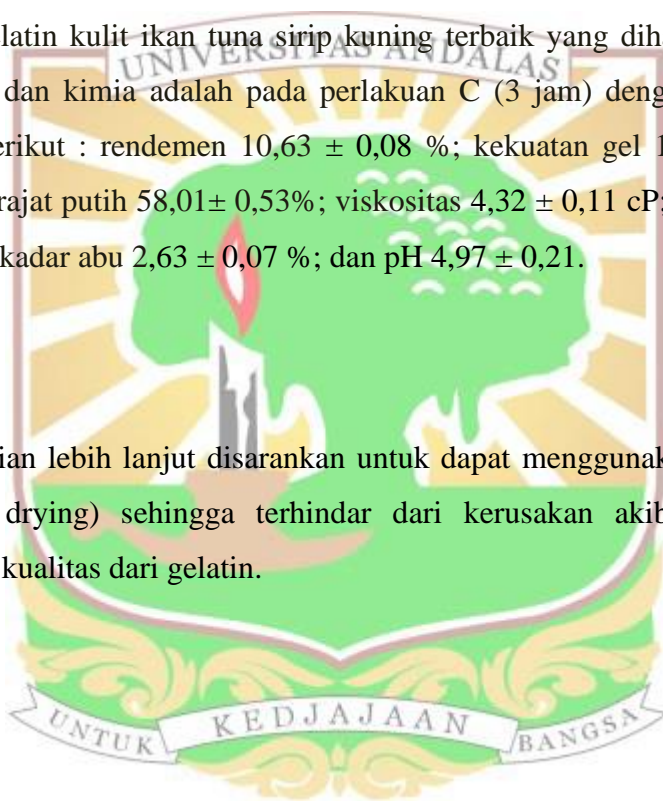 latin kulit ikan tuna sirip kuning terbaik yang dih
UNIVERSITAS ANDALAS
dan kimia adalah pada perlakuan C (3 jam) deng
erikut : rendemen 10,63 ± 0,08 %; kekuatan gel 1
rajat putih 58,01± 0,53%; viskositas 4,32 ± 0,11 cP;
kadar abu 2,63 ± 0,07 %; dan pH 4,97 ± 0,21.
ian lebih lanjut disarankan untuk dapat menggunak
drying) sehingga terhindar dari kerusakan akib
kualitas dari gelatin.
UNTUK KEDJAJAAN BANGSA